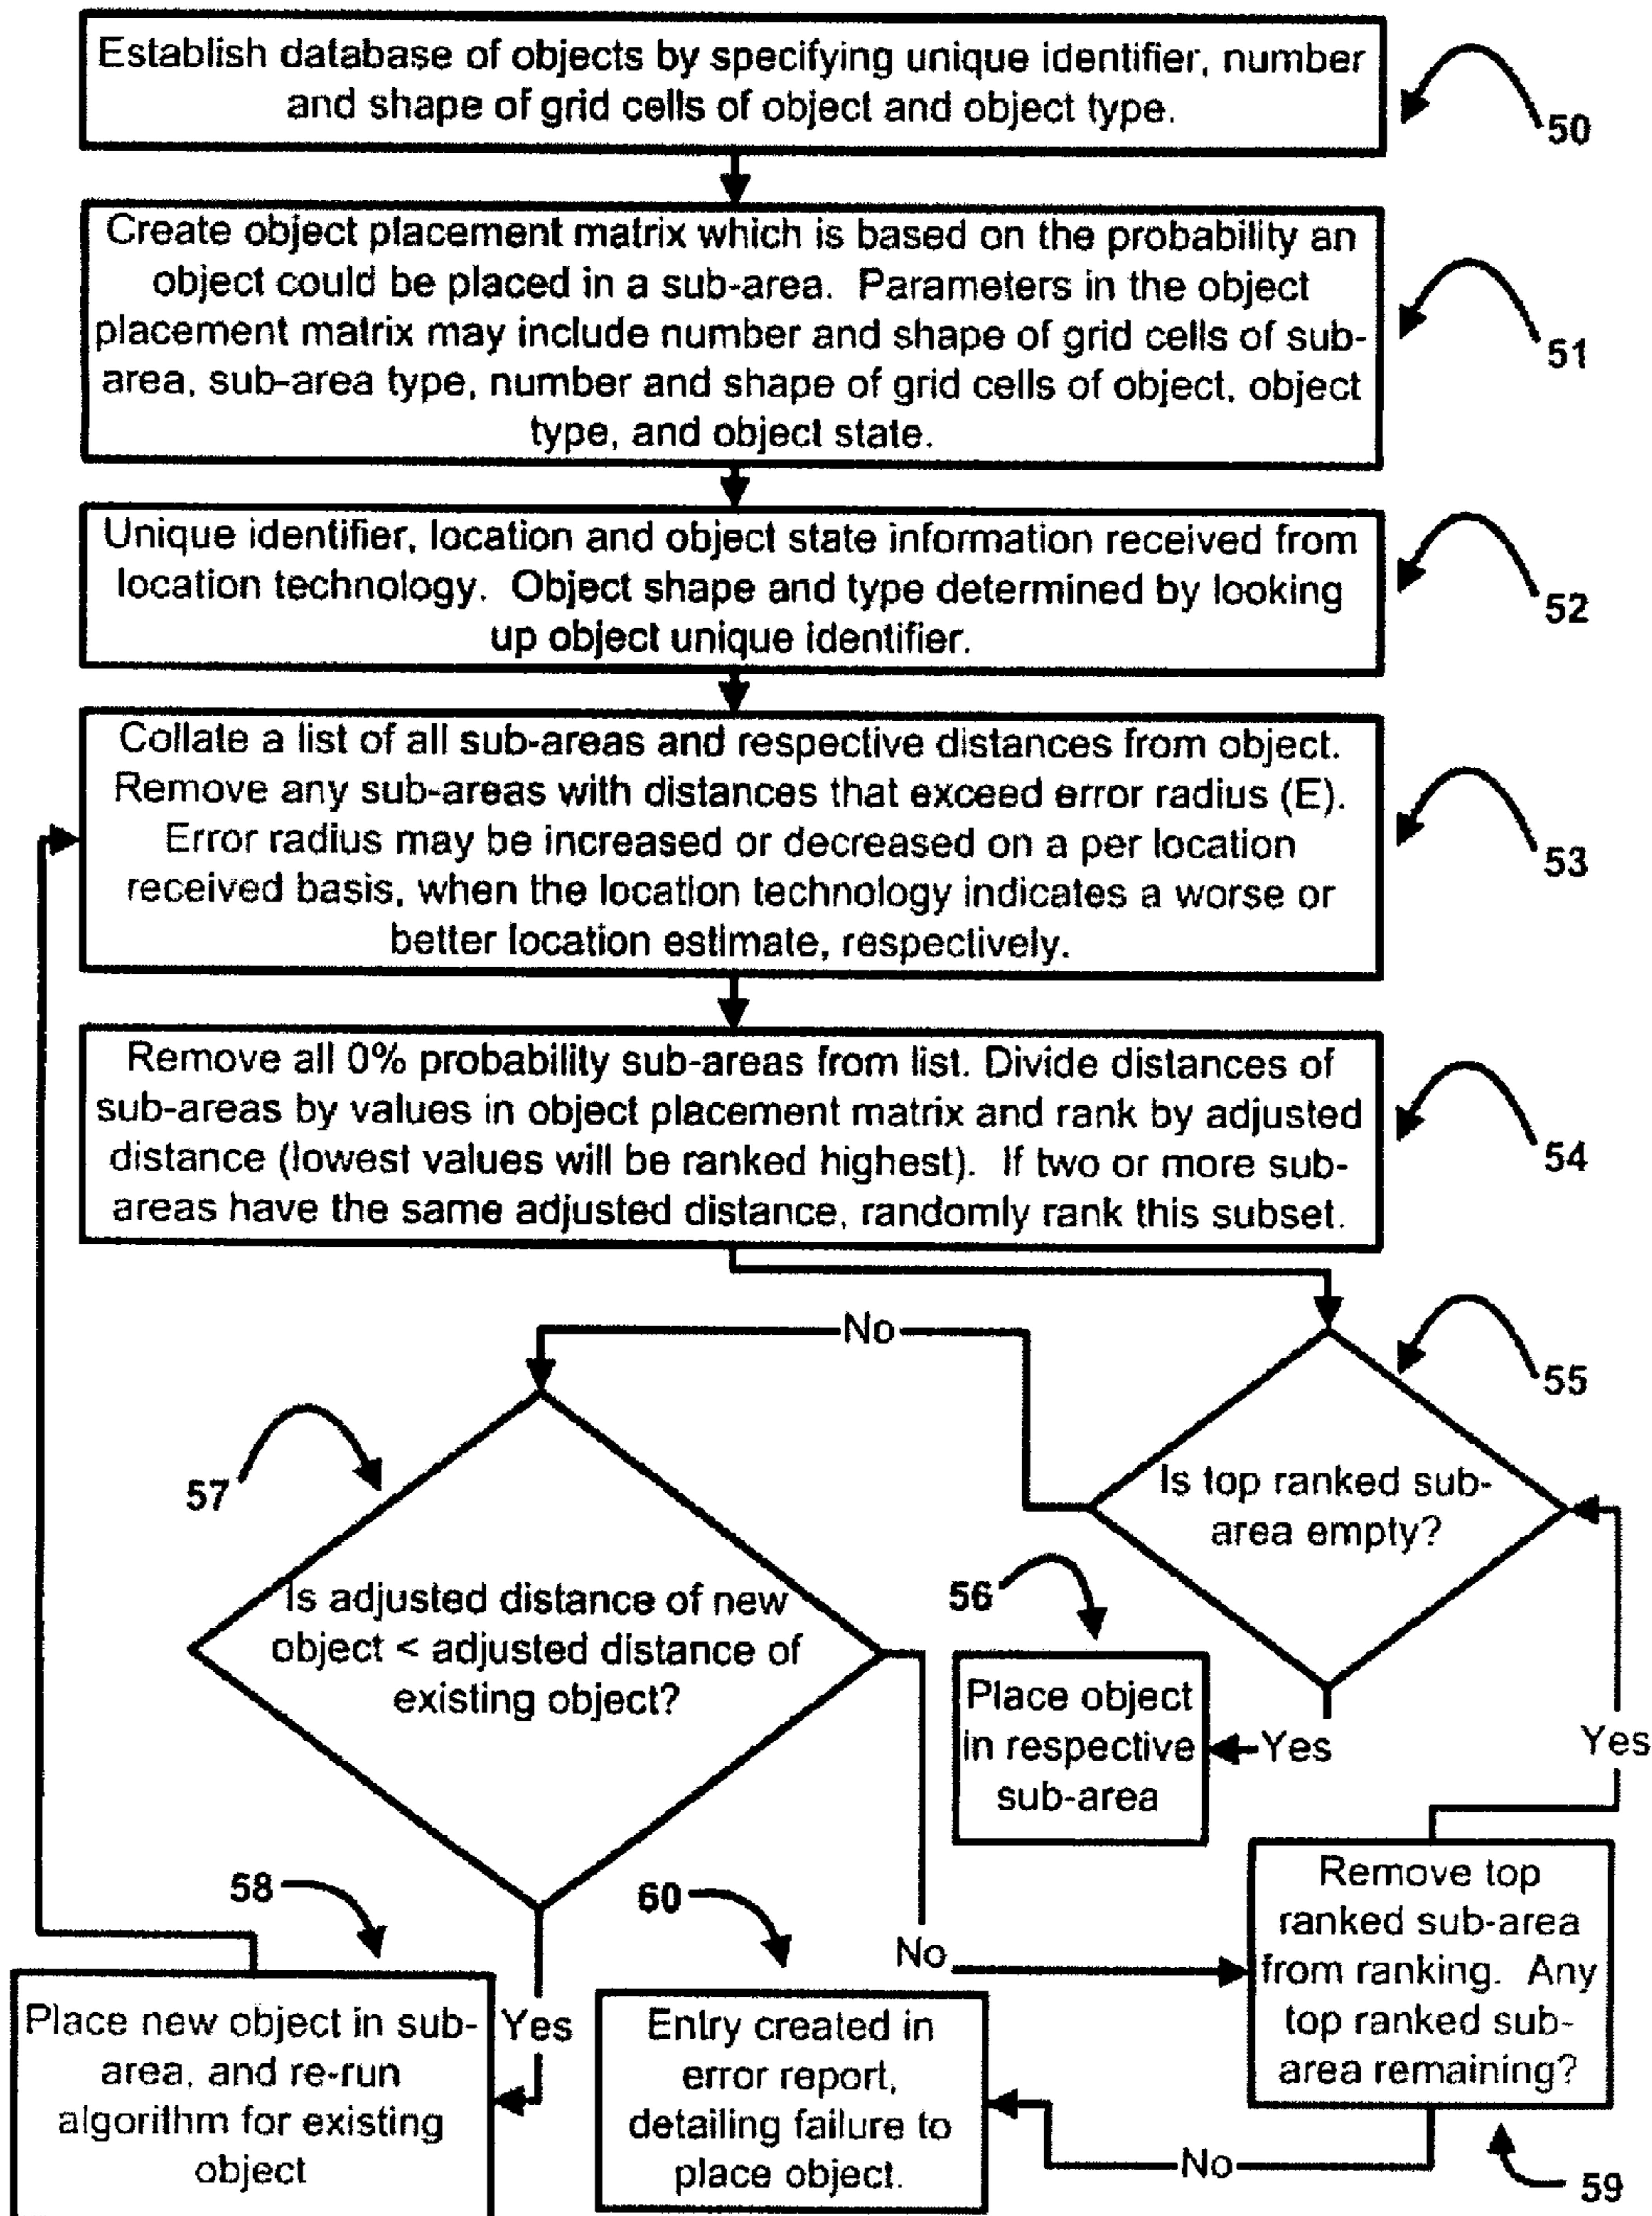 Establish database of objects by specifying unique identifier, number
and shape of grid cells of object and object type.
50
Create object placement matrix which is based on the probability an
object could be placed in a sub-area. Parameters in the object
placement matrix may include number and shape of grid cells of sub-
area, sub-area type, number and shape of grid cells of object, object
type, and object state.
51
Unique identifier, location and object state information received from
location technology. Object shape and type determined by looking
up object unique identifier.
52
Collate a list of all sub-areas and respective distances from object.
Remove any sub-areas with distances that exceed error radius (E).
Error radius may be increased or decreased on a per location
received basis, when the location technology indicates a worse or
better location estimate, respectively.
53
Remove all 0% probability sub-areas from list. Divide distances of
sub-areas by values in object placement matrix and rank by adjusted
distance (lowest values will be ranked highest). If two or more sub-
areas have the same adjusted distance, randomly rank this subset.
54
No
55
Is top ranked sub-
area empty?
57
Is adjusted distance of new
object < adjusted distance of
existing object?
56
Place object
in respective
sub-area
Yes
Yes
58
60
No
Remove top
ranked sub-area
from ranking. Any
top ranked sub-
area remaining?
Place new object in sub-
area, and re-run
algorithm for existing
object
Yes
Entry created in
error report,
detailing failure to
place object.
No
59